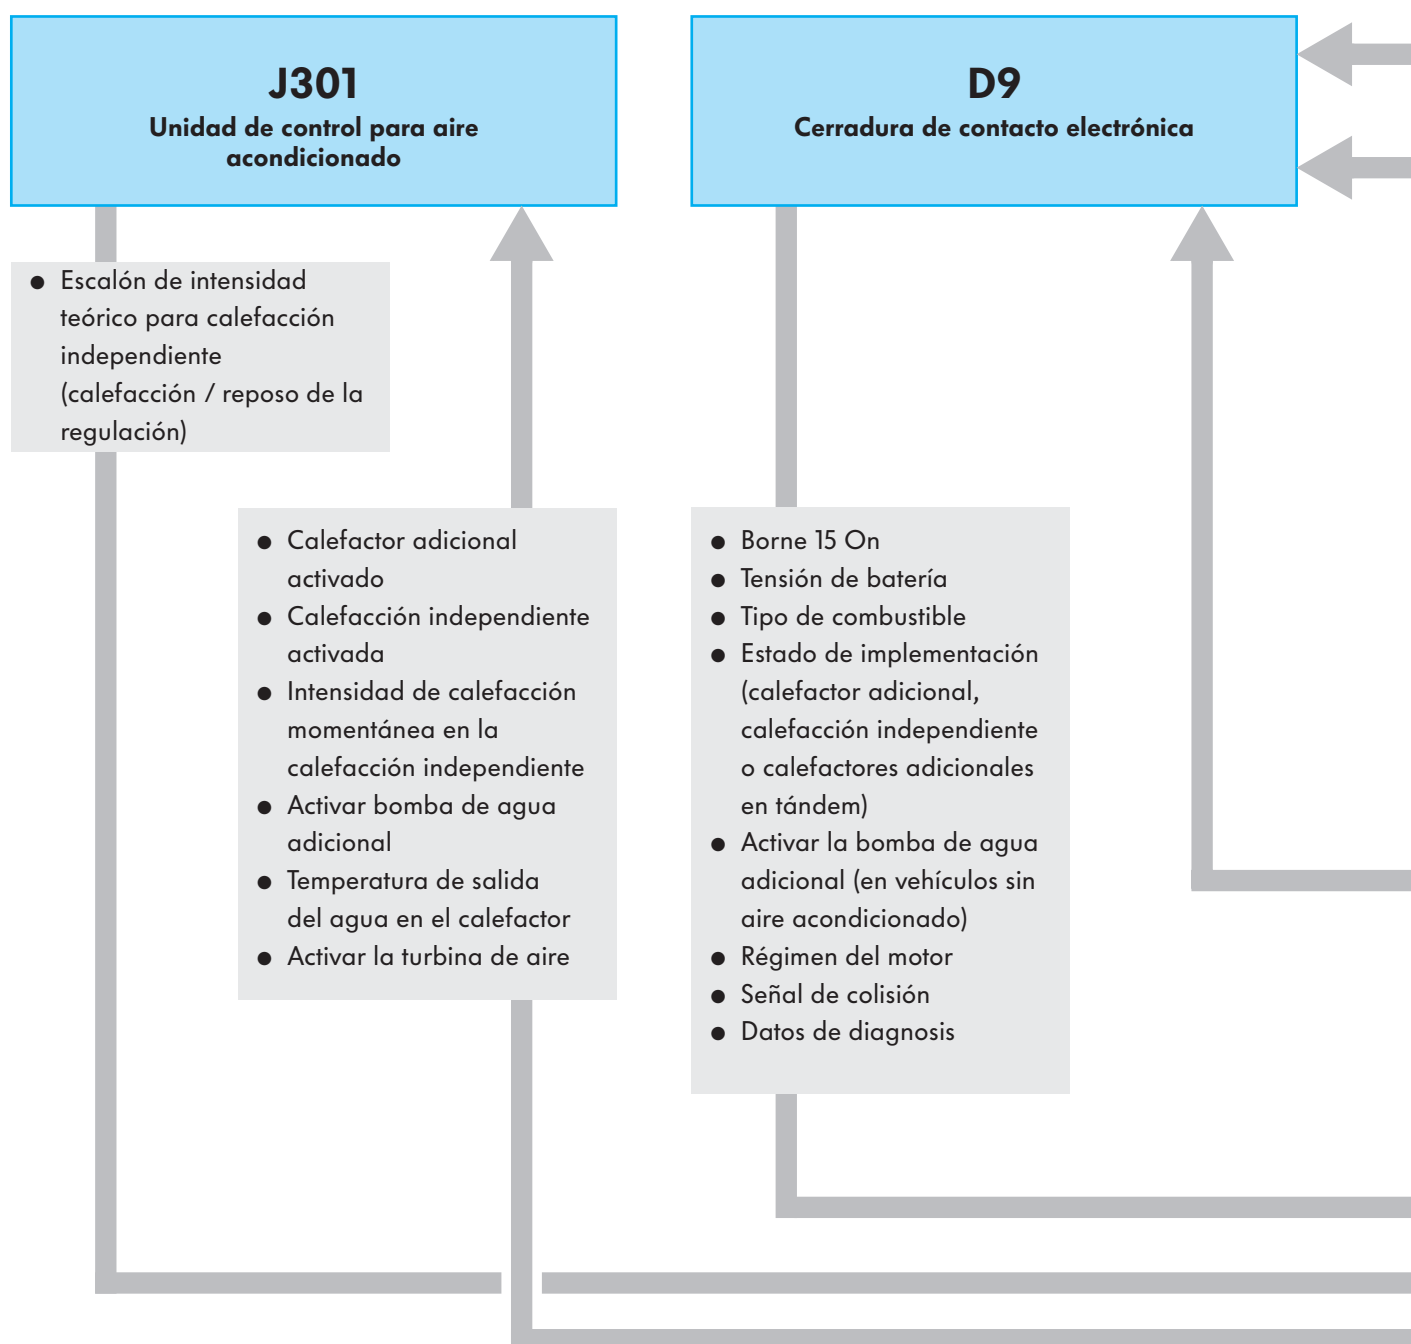 J301
Unidad de control para aire
acondicionado
D9
Cerradura de contacto electrónica
● Escalón de intensidad
teórico para calefacción
independiente
(calefacción / reposo de la
regulación)
● Calefactor adicional
activado
● Calefacción independiente
activada
● Intensidad de calefacción
momentánea en la
calefacción independiente
● Activar bomba de agua
adicional
● Temperatura de salida
del agua en el calefactor
● Activar la turbina de aire
● Borne 15 On
● Tensión de batería
● Tipo de combustible
● Estado de implementación
(calefactor adicional,
calefacción independiente
o calefactores adicionales
en tándem)
● Activar la bomba de agua
adicional (en vehículos sin
aire acondicionado)
● Régimen del motor
● Señal de colisión
● Datos de diagnosis